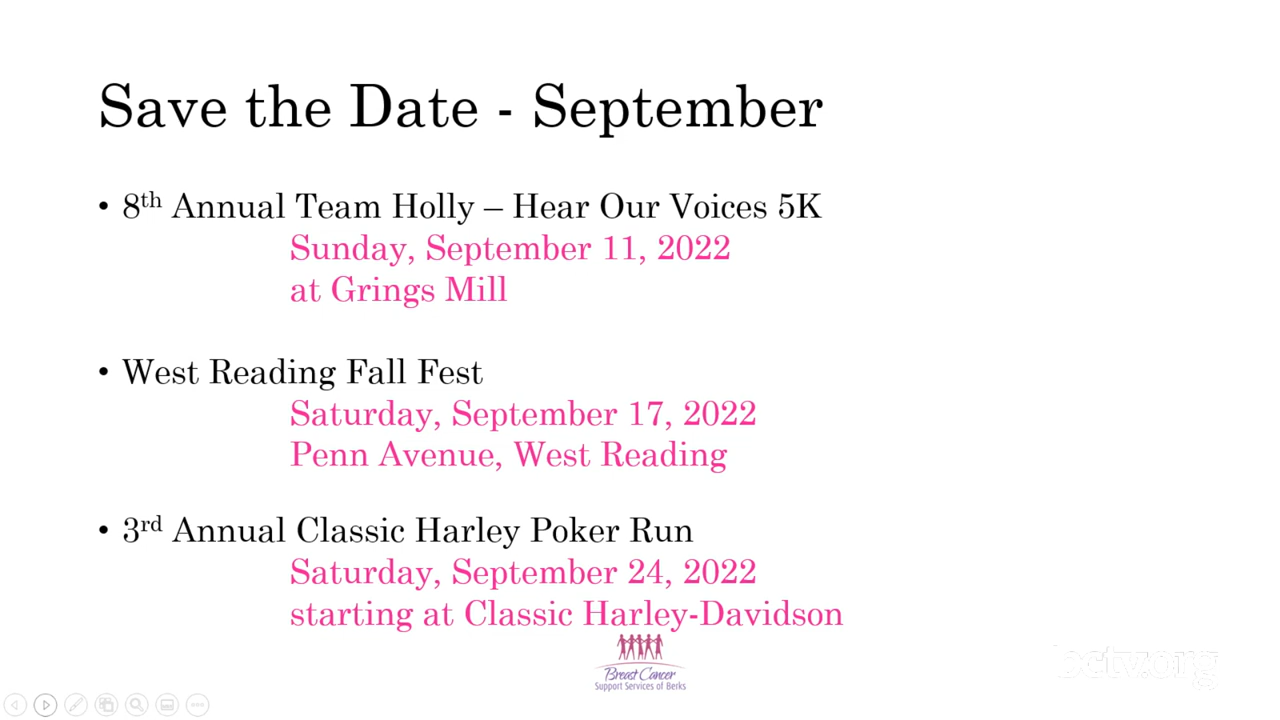 Save the Date - September
• 8th Annual Team Holly – Hear Our Voices 5K
Sunday, September 11, 2022
at Grings Mill
• West Reading Fall Fest
Saturday, September 17, 2022
Penn Avenue, West Reading
• 3rd Annual Classic Harley Poker Run
Saturday, September 24, 2022
starting at Classic Harley-Davidson
Breast Cancer
Support Services of Berks
bctv.org